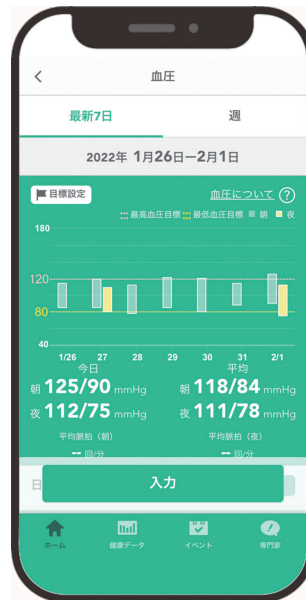 血圧
最新7日 週
2022年 1月26日ー2月1日
目標設定 血圧について ?
最高血圧目標 最低血圧目標 朝 夜
180
120
80
40
1/26 27 28 29 30 31 2/1
今日 平均
朝 125/90 mmHg 朝 118/84 mmHg
夜 112/75 mmHg 夜 111/78 mmHg
平均脈拍（朝） 平均脈拍（夜）
-- 回/分 -- 回/分
日
入力
ホーム 健康データ イベント 専門家